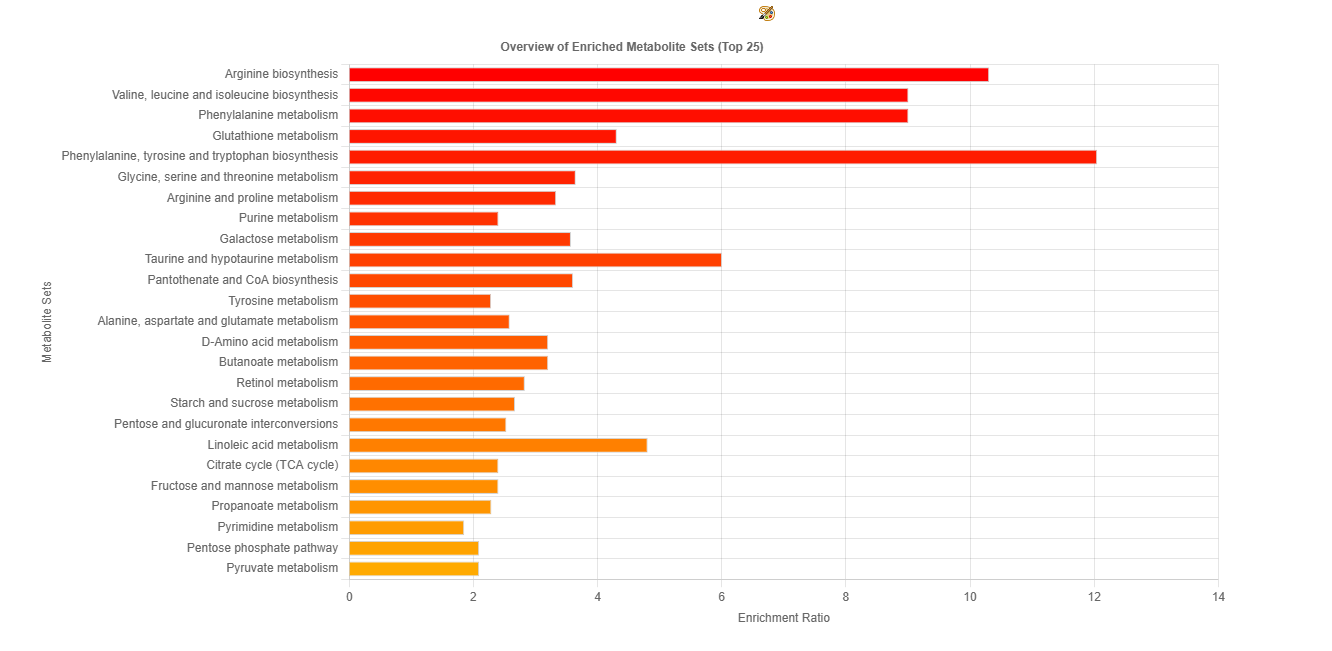 Overview of Enriched Metabolite Sets (Top 25)
Arginine biosynthesis
Valine, leucine and isoleucine biosynthesis
Phenylalanine metabolism
Glutathione metabolism
Phenylalanine, tyrosine and tryptophan biosynthesis
Glycine, serine and threonine metabolism
Arginine and proline metabolism
Purine metabolism
Galactose metabolism
Taurine and hypotaurine metabolism
Pantothenate and CoA biosynthesis
Tyrosine metabolism
Alanine, aspartate and glutamate metabolism
D-Amino acid metabolism
Butanoate metabolism
Retinol metabolism
Starch and sucrose metabolism
Pentose and glucuronate interconversions
Linoleic acid metabolism
Citrate cycle (TCA cycle)
Fructose and mannose metabolism
Propanoate metabolism
Pyrimidine metabolism
Pentose phosphate pathway
Pyruvate metabolism
Metabolite Sets
0 2 4 6 8 10 12 14
Enrichment Ratio